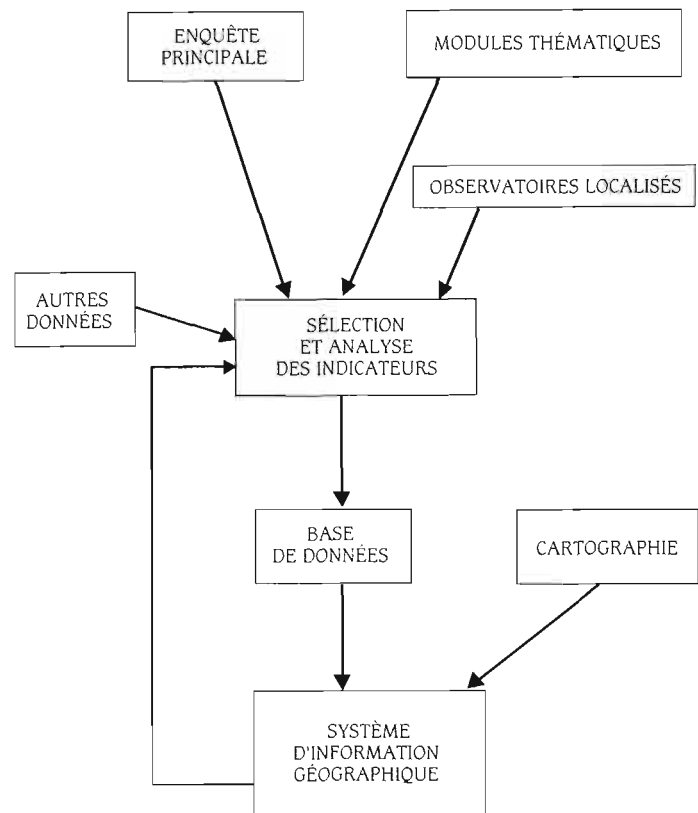 ENQUÊTE
PRINCIPALE
MODULES THÉMATIQUES
OBSERVATOIRES LOCALISÉS
AUTRES
DONNÉES
SÉLECTION
ET ANALYSE
DES INDICATEURS
BASE
DE DONNÉES
CARTOGRAPHIE
SYSTÈME
D'INFORMATION
GÉOGRAPHIQUE